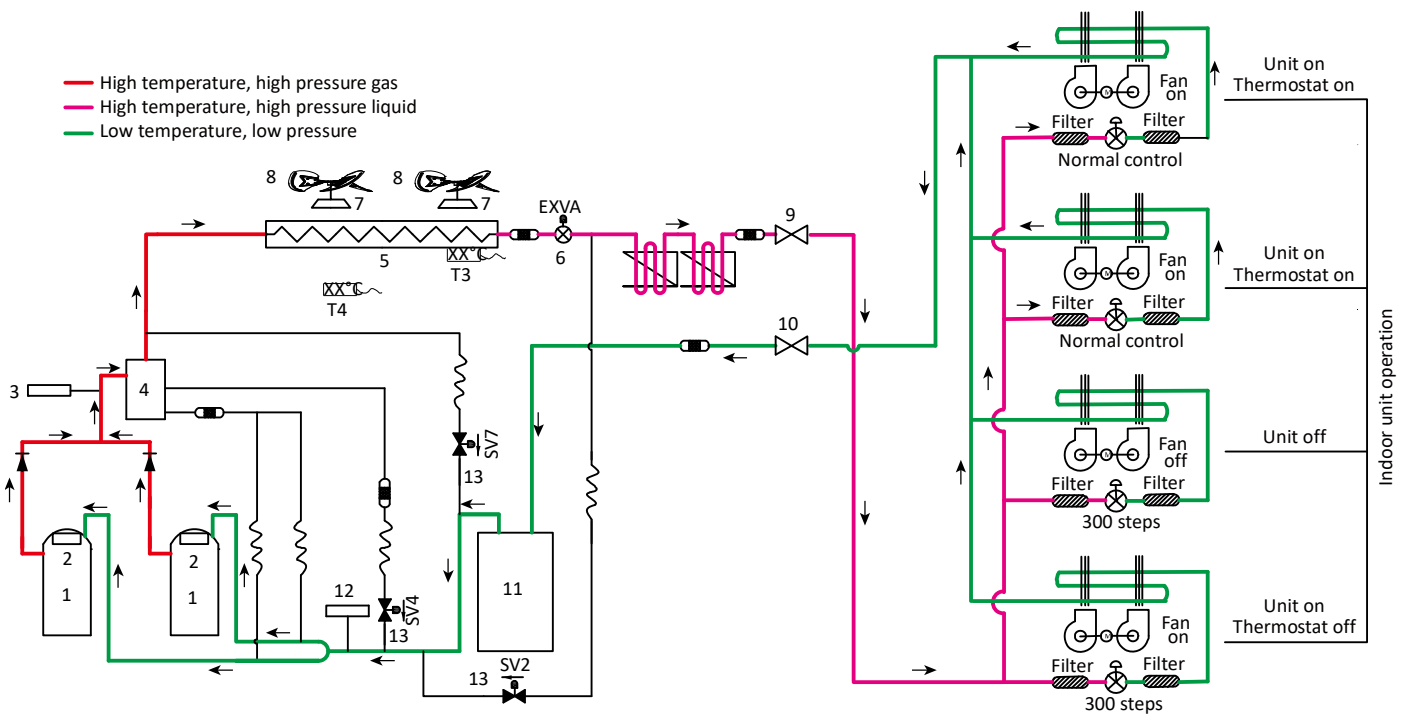 High temperature, high pressure gas
High temperature, high pressure liquid
Low temperature, low pressure
8
7
8
7
5
XX°C
T3
XX°C
T4
EXVA
6
9
10
3
4
SV7
13
2
1
2
1
12
SV4
13
11
SV2
13
Fan
on
Filter
Filter
Normal control
Unit on
Thermostat on
Fan
on
Filter
Filter
Normal control
Unit on
Thermostat on
Fan
off
Filter
Filter
300 steps
Unit off
Fan
on
Filter
Filter
300 steps
Unit on
Thermostat off
Indoor unit operation